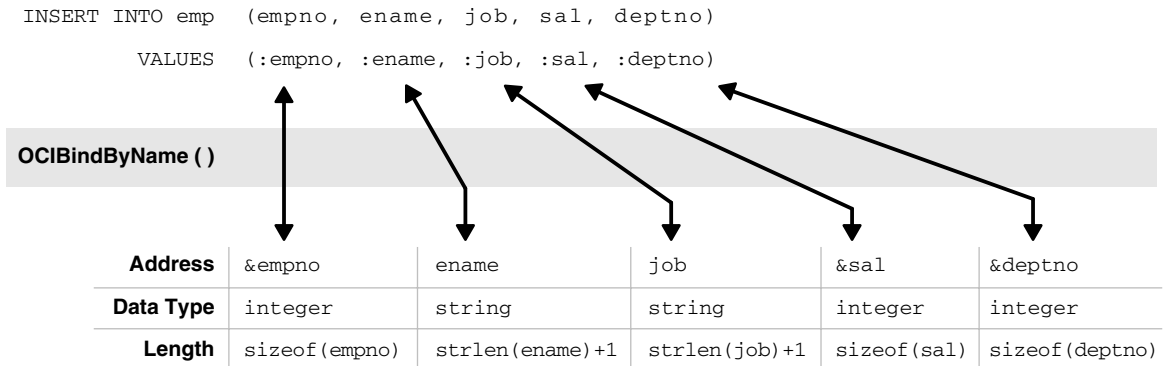 INSERT INTO emp (empno, ename, job, sal, deptno)
VALUES (:empno, :ename, :job, :sal, :deptno)
OCIBindByName ( )
Address &empno ename job &sal &deptno
Data Type integer string string integer integer
Length sizeof(empno) strlen(ename)+1 strlen(job)+1 sizeof(sal) sizeof(deptno)